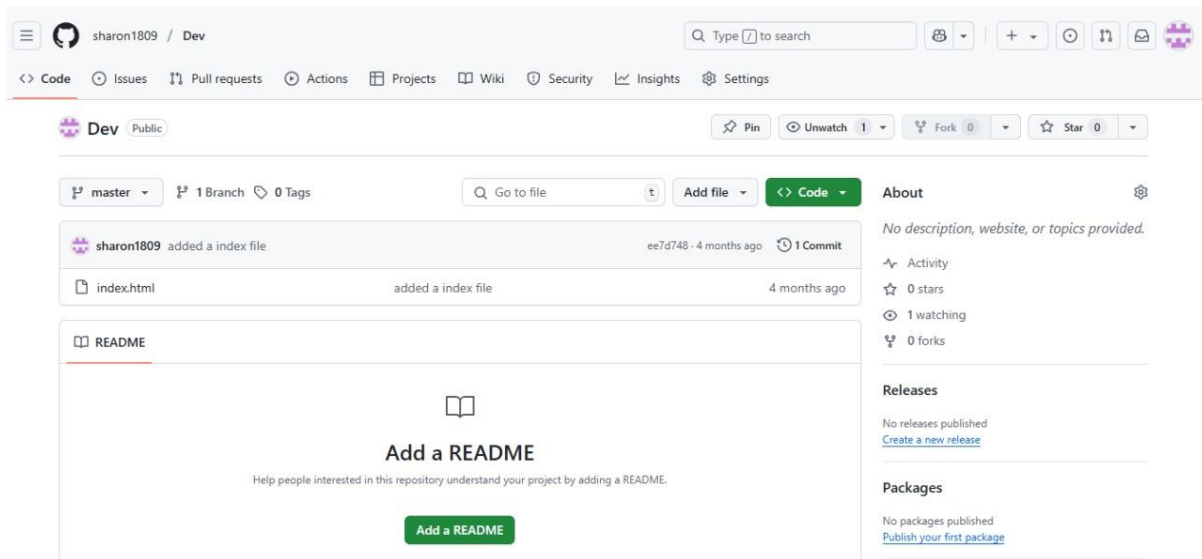 sharon1809 / Dev
Type / to search
Code Issues Pull requests Actions Projects Wiki Security Insights Settings
Dev Public
Pin Unwatch 1 Fork 0 Star 0
master 1 Branch 0 Tags Go to file t Add file Code
sharon1809 added a index file ee7d748 · 4 months ago 1 Commit
index.html added a index file 4 months ago
README
Add a README
Help people interested in this repository understand your project by adding a README.
Add a README
About
No description, website, or topics provided.
Activity
0 stars
1 watching
0 forks
Releases
No releases published
Create a new release
Packages
No packages published
Publish your first package